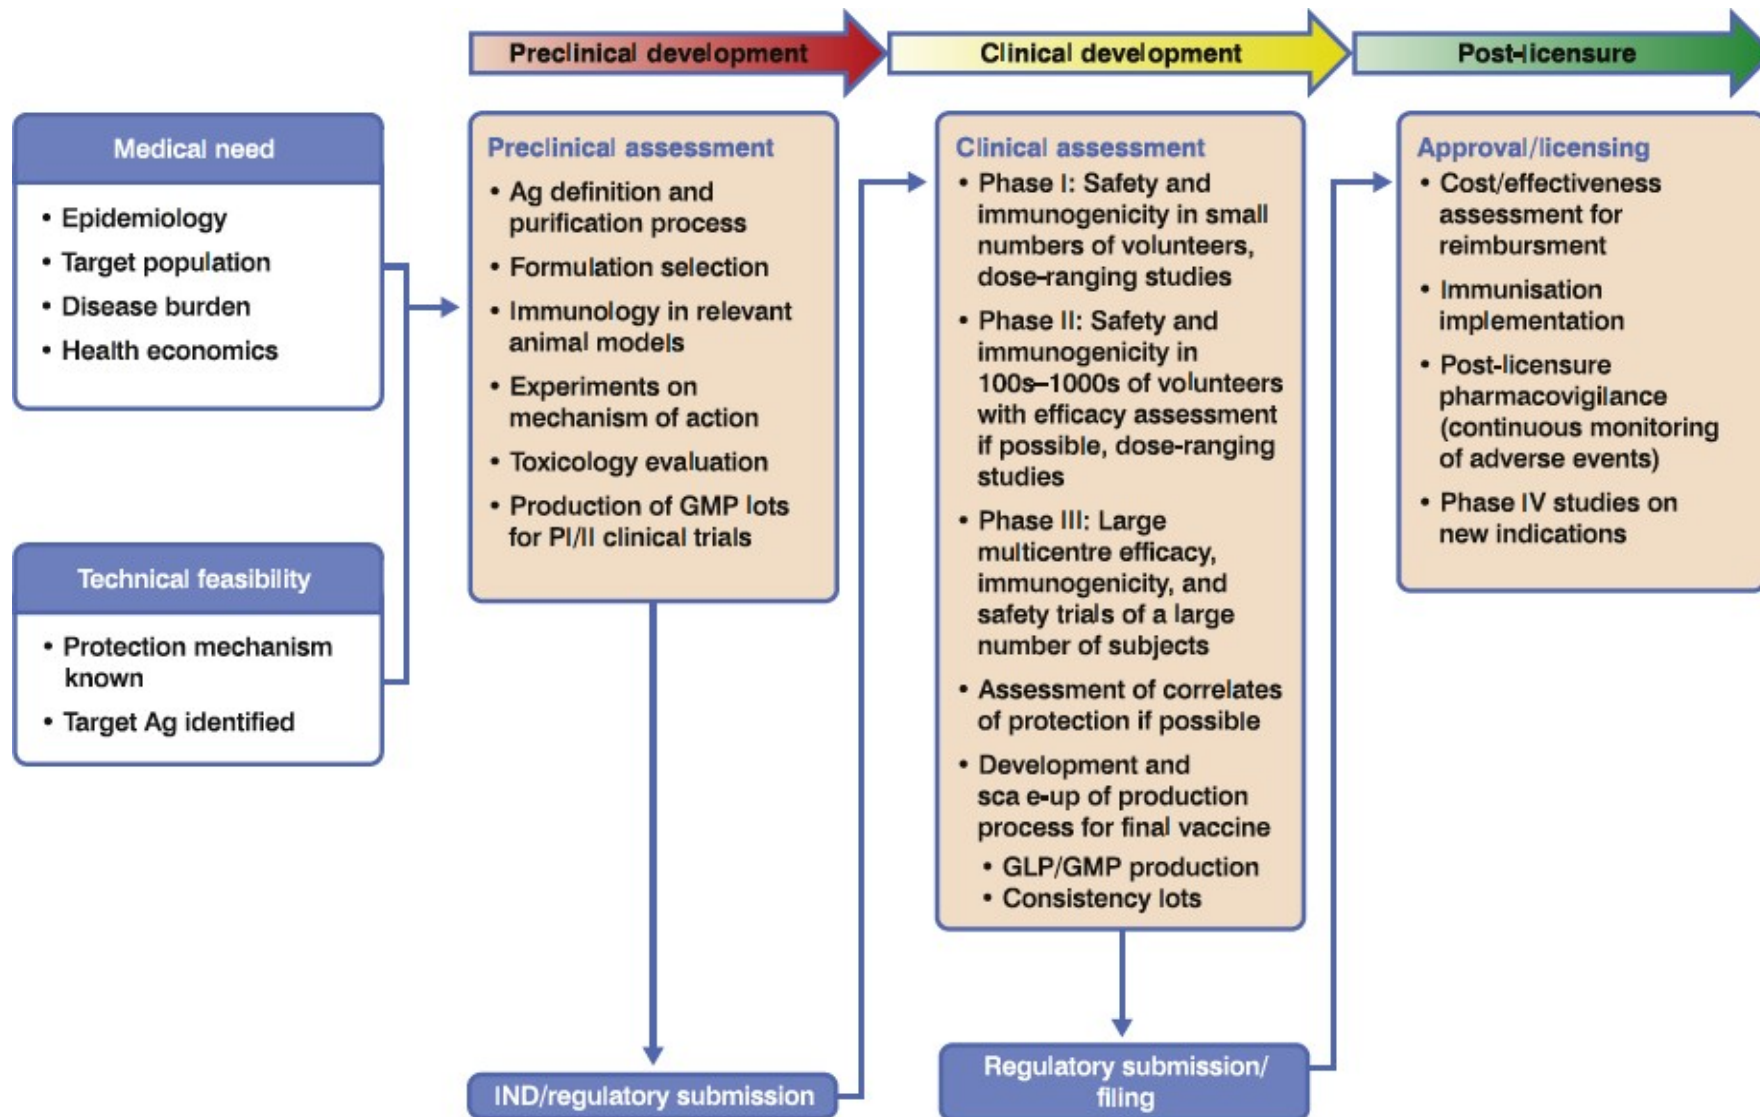 Preclinical development
Clinical development
Post-licensure
Medical need
• Epidemiology
• Target population
• Disease burden
• Health economics
Technical feasibility
• Protection mechanism
known
• Target Ag identified
Preclinical assessment
• Ag definition and
purification process
• Formulation selection
• Immunology in relevant
animal models
• Experiments on
mechanism of action
• Toxicology evaluation
• Production of GMP lots
for PI/II clinical trials
IND/regulatory submission
Clinical assessment
• Phase I: Safety and
immunogenicity in small
numbers of volunteers,
dose-ranging studies
• Phase II: Safety and
immunogenicity in
100s–1000s of volunteers
with efficacy assessment
if possible, dose-ranging
studies
• Phase III: Large
multicentre efficacy,
immunogenicity, and
safety trials of a large
number of subjects
• Assessment of correlates
of protection if possible
• Development and
sca e-up of production
process for final vaccine
• GLP/GMP production
• Consistency lots
Regulatory submission/
filing
Approval/licensing
• Cost/effectiveness
assessment for
reimbursment
• Immunisation
implementation
• Post-licensure
pharmacovigilance
(continuous monitoring
of adverse events)
• Phase IV studies on
new indications